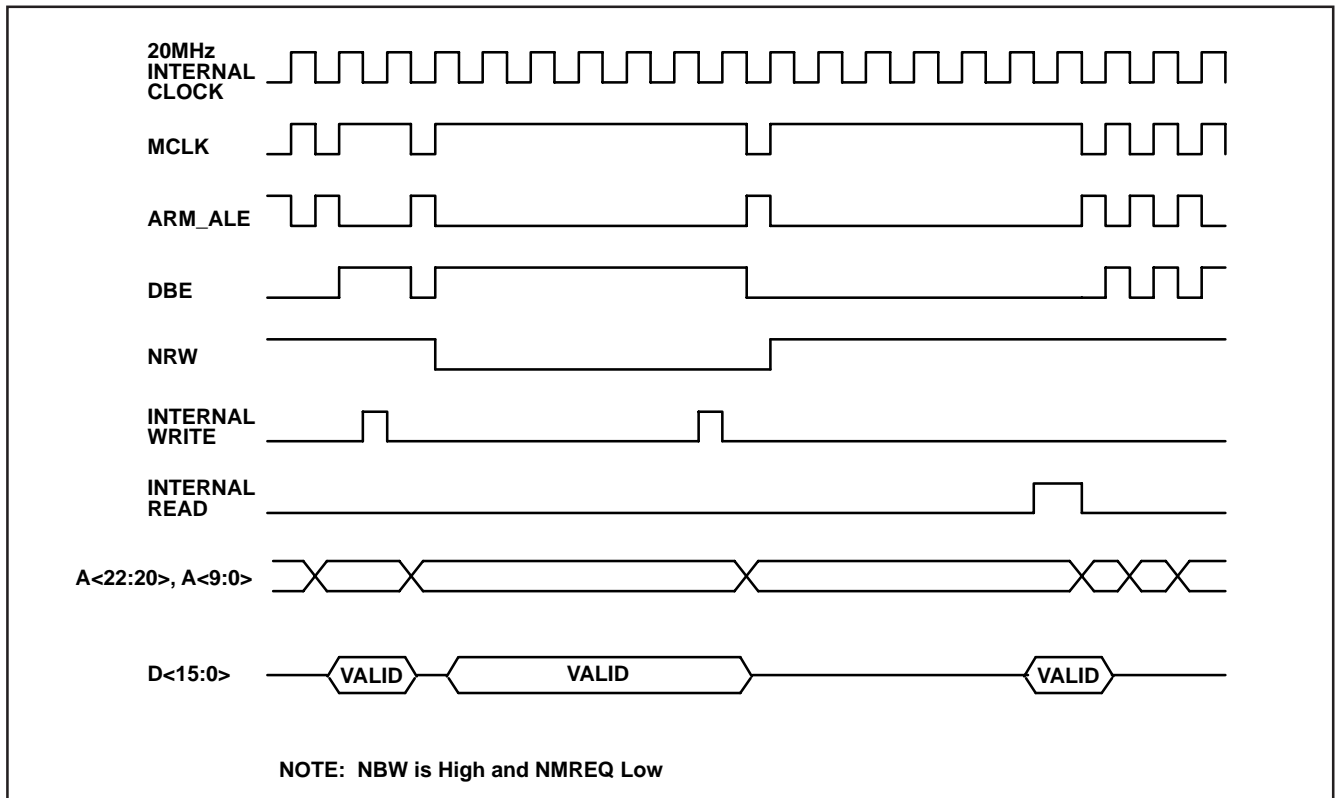 20MHz
INTERNAL
CLOCK
MCLK
ARM_ALE
DBE
NRW
INTERNAL
WRITE
INTERNAL
READ
A<22:20>, A<9:0>
D<15:0>
VALID
VALID
VALID
NOTE: NBW is High and NMREQ Low